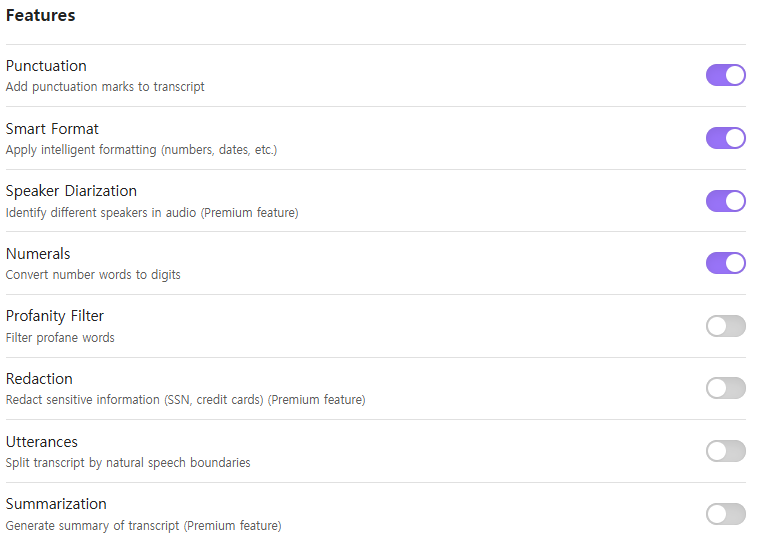 Features
Punctuation
Add punctuation marks to transcript
Smart Format
Apply intelligent formatting (numbers, dates, etc.)
Speaker Diarization
Identify different speakers in audio (Premium feature)
Numerals
Convert number words to digits
Profanity Filter
Filter profane words
Redaction
Redact sensitive information (SSN, credit cards) (Premium feature)
Utterances
Split transcript by natural speech boundaries
Summarization
Generate summary of transcript (Premium feature)